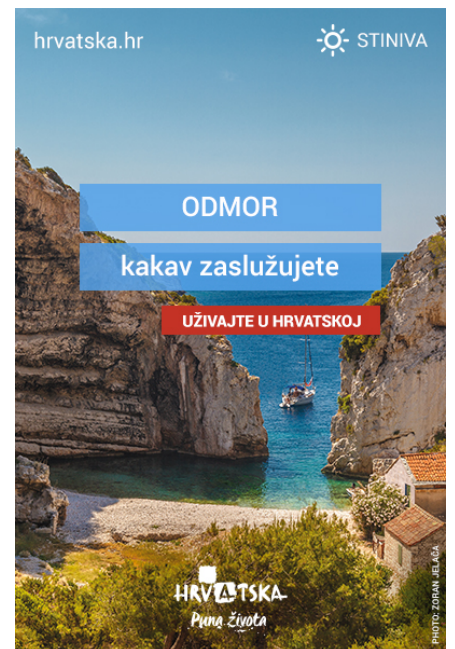 hrvatska.hr
STINIVA
ODMOR
kakav zaslužujete
UŽIVAJTE U HRVATSKOJ
HRVATSKA
Puna života
PHOTO: ZORAN JELAČA